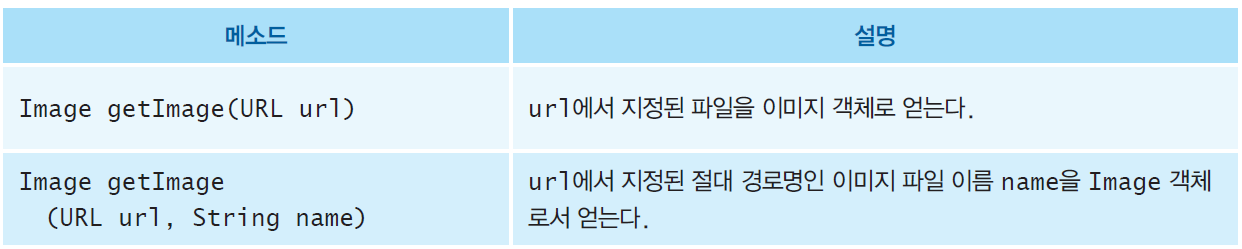 메소드 설명
Image getImage(URL url) url에서 지정된 파일을 이미지 객체로 얻는다.
Image getImage url에서 지정된 절대 경로명인 이미지 파일 이름 name을 Image 객체
(URL url, String name) 로서 얻는다.